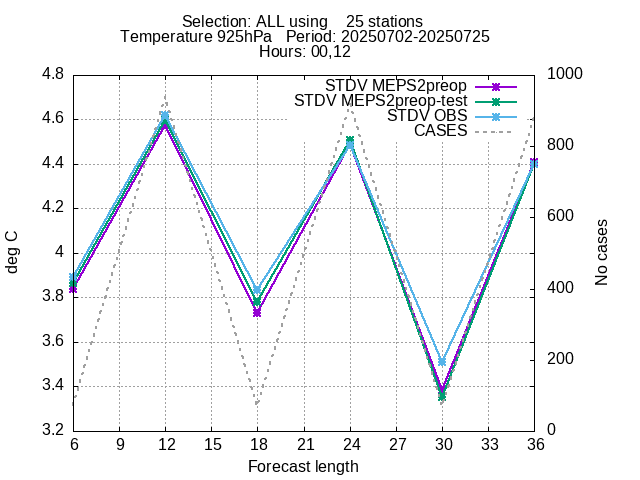 Selection: ALL using    25 stations
Temperature 925hPa   Period: 20250702-20250725
Hours: 00,12
STDV MEPS2preop
STDV MEPS2preop-test
STDV OBS
CASES
4.8
4.6
4.4
4.2
4
3.8
3.6
3.4
3.2
deg C
1000
800
600
400
200
0
No cases
6 9 12 15 18 21 24 27 30 33 36
Forecast length